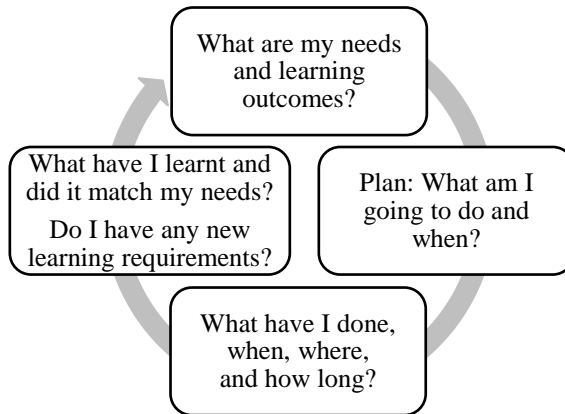 What are my needs
and learning
outcomes?
Plan: What am I
going to do and
when?
What have I done,
when, where,
and how long?
What have I learnt and
did it match my needs?
Do I have any new
learning requirements?